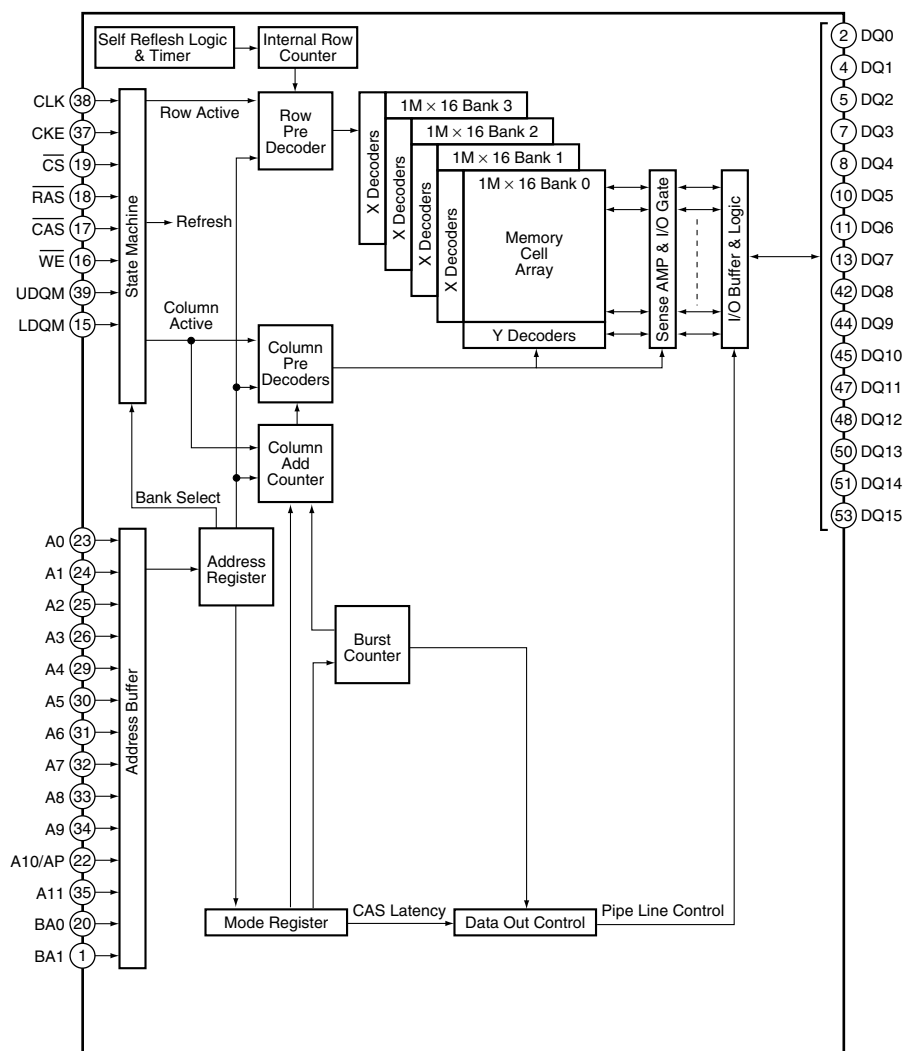 Self Reflesh Logic
& Timer
Internal Row
Counter
CLK 38
CKE 37
CS 19
RAS 18
CAS 17
WE 16
UDQM 39
LDQM 15
State Machine
Row Active
Refresh
Column
Active
Row
Pre
Decoder
Column
Pre
Decoders
Column
Add
Counter
Bank Select
X Decoders
X Decoders
X Decoders
X Decoders
1M × 16 Bank 3
1M × 16 Bank 2
1M × 16 Bank 1
1M × 16 Bank 0
Memory
Cell
Array
Y Decoders
Sense AMP & I/O Gate
I/O Buffer & Logic
2 DQ0
4 DQ1
5 DQ2
7 DQ3
8 DQ4
10 DQ5
11 DQ6
13 DQ7
42 DQ8
44 DQ9
45 DQ10
47 DQ11
48 DQ12
50 DQ13
51 DQ14
53 DQ15
A0 23
A1 24
A2 25
A3 26
A4 29
A5 30
A6 31
A7 32
A8 33
A9 34
A10/AP 22
A11 35
BA0 20
BA1 1
Address Buffer
Address
Register
Burst
Counter
Mode Register
CAS Latency
Data Out Control
Pipe Line Control